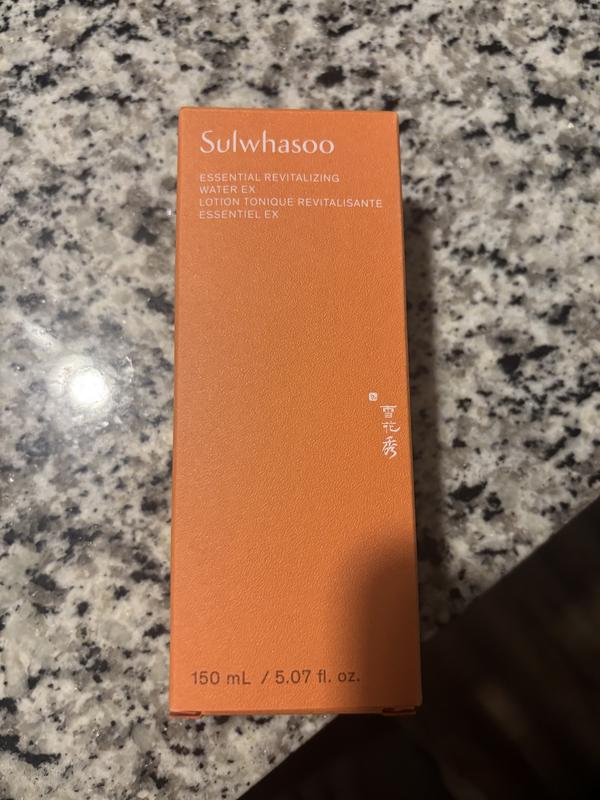 Sulwhasoo
ESSENTIAL REVITALIZING
WATER EX
LOTION TONIQUE REVITALISANTE
ESSENTIEL EX
雪花秀
150 mL / 5.07 fl. oz.